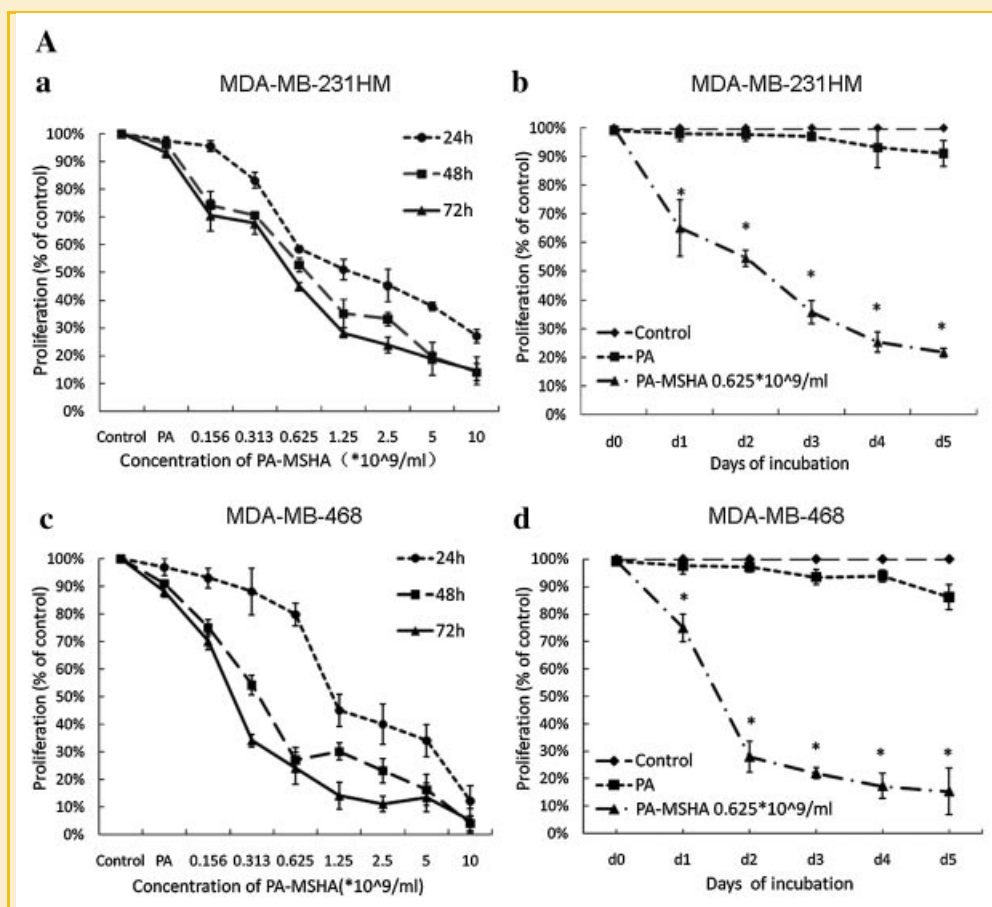 A
a
MDA-MB-231HM
100%
90%
80%
70%
60%
50%
40%
30%
20%
10%
0%
Proliferation (% of control)
24h
48h
72h
Control PA 0.156 0.313 0.625 1.25 2.5 5 10
Concentration of PA-MSHA（*10^9/ml）
b
MDA-MB-231HM
100%
90%
80%
70%
60%
50%
40%
30%
20%
10%
0%
Proliferation (% of control)
* * * * *
Control
PA
PA-MSHA 0.625*10^9/ml
d0 d1 d2 d3 d4 d5
Days of incubation
c
MDA-MB-468
100%
90%
80%
70%
60%
50%
40%
30%
20%
10%
0%
Proliferation (% of control)
24h
48h
72h
Control PA 0.156 0.313 0.625 1.25 2.5 5 10
Concentration of PA-MSHA(*10^9/ml)
d
MDA-MB-468
100%
90%
80%
70%
60%
50%
40%
30%
20%
10%
0%
Proliferation (% of control)
* * * * *
Control
PA
PA-MSHA 0.625*10^9/ml
d0 d1 d2 d3 d4 d5
Days of incubation